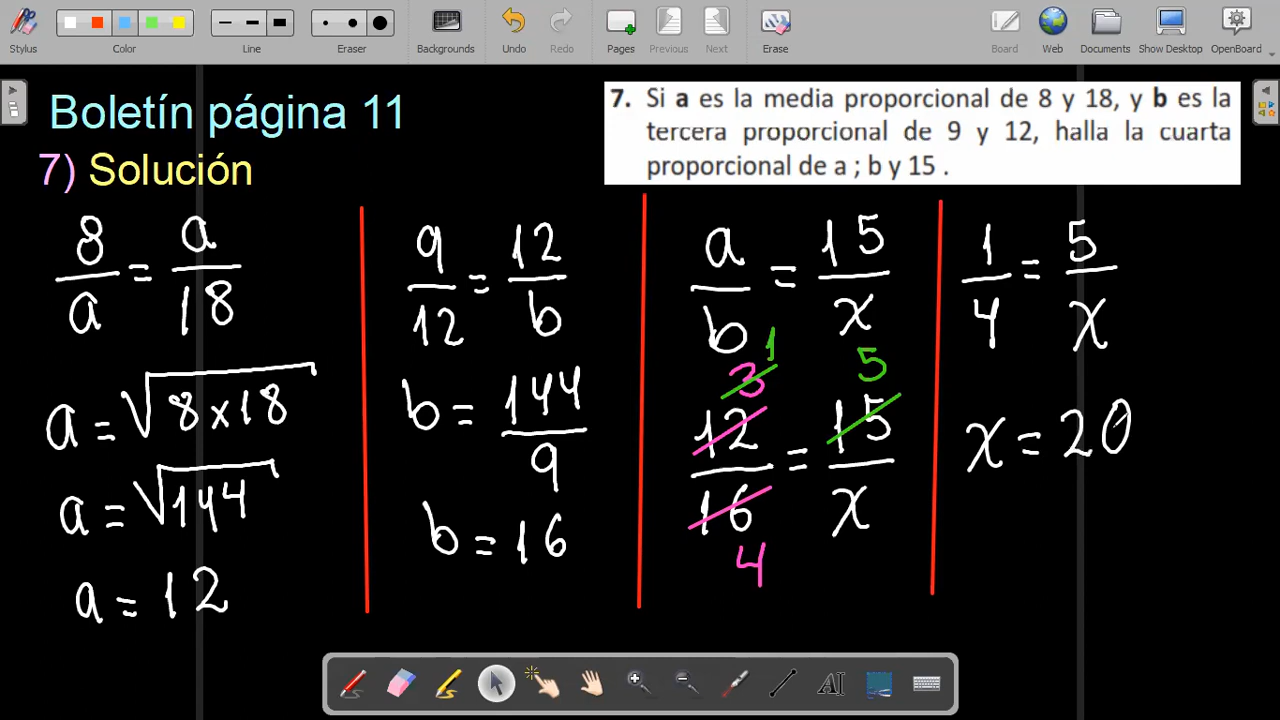 Stylus Color Line Eraser Backgrounds Undo Redo Pages Previous Next Erase Board Web Documents Show Desktop OpenBoard
Boletín página 11
7) Solución
7. Si a es la media proporcional de 8 y 18, y b es la
tercera proporcional de 9 y 12, halla la cuarta
proporcional de a ; b y 15 .
8/a = a/18
a = √8x18
a = √144
a = 12
9/12 = 12/b
b = 144/9
b = 16
a/b = 15/x
1
3 5
12/16 = 15/x
4
1/4 = 5/x
x = 20
AI